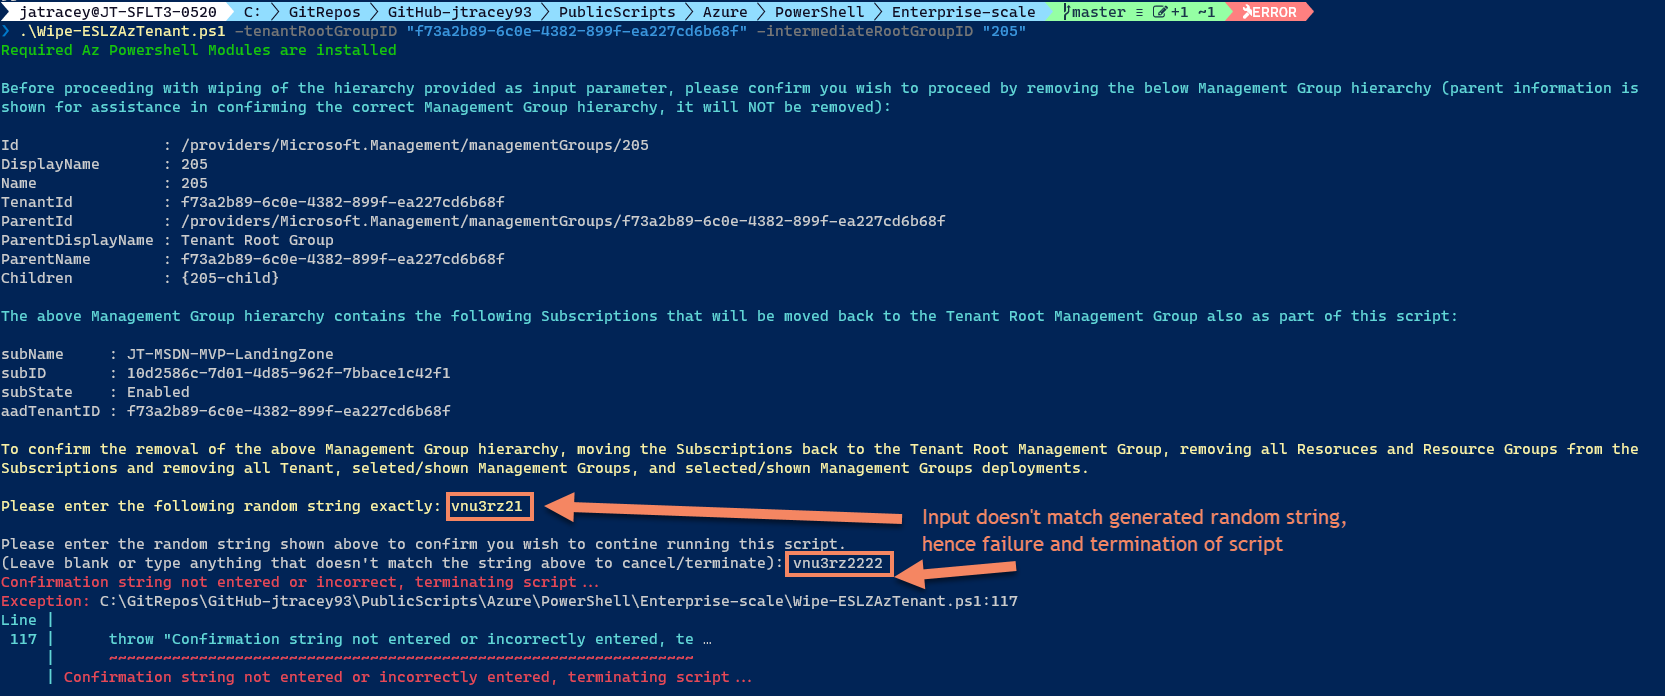 jatracey@JT-SFLT3-0520 C: GitRepos GitHub-jtracey93 PublicScripts Azure PowerShell Enterprise-scale master ≡ +1 ~1 ERROR
❯ .\Wipe-ESLZAzTenant.ps1 -tenantRootGroupID "f73a2b89-6c0e-4382-899f-ea227cd6b68f" -intermediateRootGroupID "205"
Required Az Powershell Modules are installed
Before proceeding with wiping of the hierarchy provided as input parameter, please confirm you wish to proceed by removing the below Management Group hierarchy (parent information is
shown for assistance in confirming the correct Management Group hierarchy, it will NOT be removed):
Id : /providers/Microsoft.Management/managementGroups/205
DisplayName : 205
Name : 205
TenantId : f73a2b89-6c0e-4382-899f-ea227cd6b68f
ParentId : /providers/Microsoft.Management/managementGroups/f73a2b89-6c0e-4382-899f-ea227cd6b68f
ParentDisplayName : Tenant Root Group
ParentName : f73a2b89-6c0e-4382-899f-ea227cd6b68f
Children : {205-child}
The above Management Group hierarchy contains the following Subscriptions that will be moved back to the Tenant Root Management Group also as part of this script:
subName : JT-MSDN-MVP-LandingZone
subID : 10d2586c-7d01-4d85-962f-7bbace1c42f1
subState : Enabled
aadTenantID : f73a2b89-6c0e-4382-899f-ea227cd6b68f
To confirm the removal of the above Management Group hierarchy, moving the Subscriptions back to the Tenant Root Management Group, removing all Resoruces and Resource Groups from the
Subscriptions and removing all Tenant, seleted/shown Management Groups, and selected/shown Management Groups deployments.
Please enter the following random string exactly: vnu3rz21
Input doesn't match generated random string,
hence failure and termination of script
Please enter the random string shown above to confirm you wish to contine running this script.
(Leave blank or type anything that doesn't match the string above to cancel/terminate): vnu3rz2222
Confirmation string not entered or incorrect, terminating script...
Exception: C:\GitRepos\GitHub-jtracey93\PublicScripts\Azure\PowerShell\Enterprise-scale\Wipe-ESLZAzTenant.ps1:117
Line |
117 | throw "Confirmation string not entered or incorrectly entered, te …
| ~~~~~~~~~~~~~~~~~~~~~~~~~~~~~~~~~~~~~~~~~~~~~~~~~~~~~~~~~~~~~~~~~
| Confirmation string not entered or incorrectly entered, terminating script...